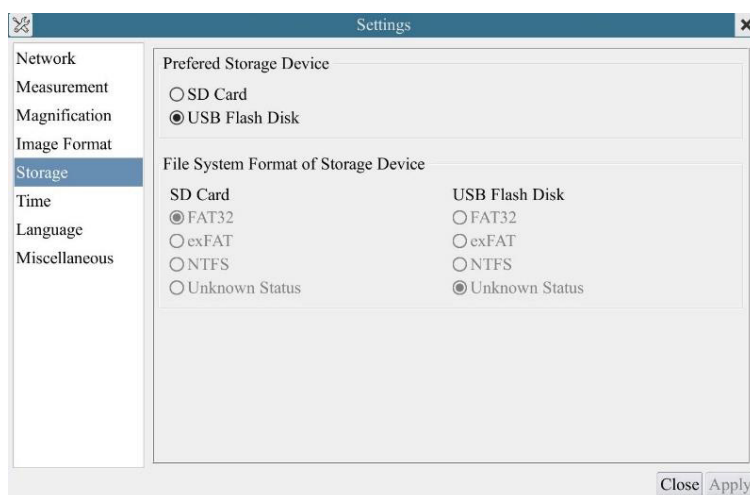 Settings
Network
Measurement
Magnification
Image Format
Storage
Time
Language
Miscellaneous
Prefered Storage Device
SD Card
USB Flash Disk
File System Format of Storage Device
SD Card
FAT32
exFAT
NTFS
Unknown Status
USB Flash Disk
FAT32
exFAT
NTFS
Unknown Status
Close Apply